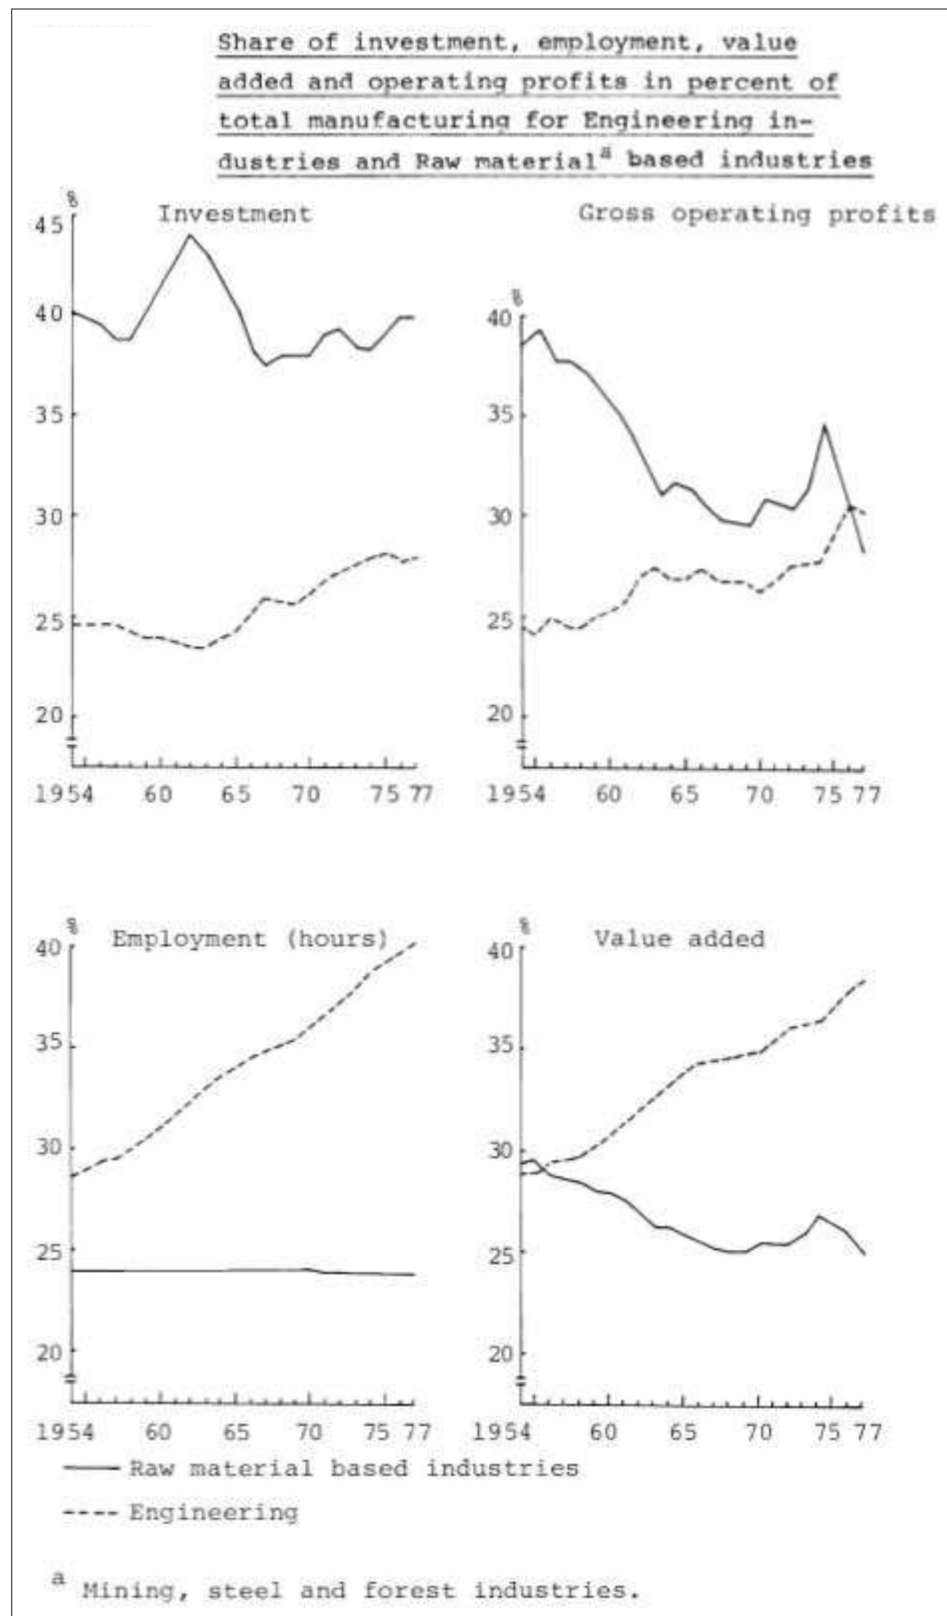 Share of investment, employment, value
added and operating profits in percent of
total manufacturing for Engineering in-
dustries and Raw materialª based industries
%
Investment
45
40
35
30
25
20
1954 60 65 70 75 77
Gross operating profits
%
40
35
30
25
20
1954 60 65 70 75 77
%
Employment (hours)
40
35
30
25
20
1954 60 65 70 75 77
%
Value added
40
35
30
25
20
1954 60 65 70 75 77
Raw material based industries
Engineering
a Mining, steel and forest industries.